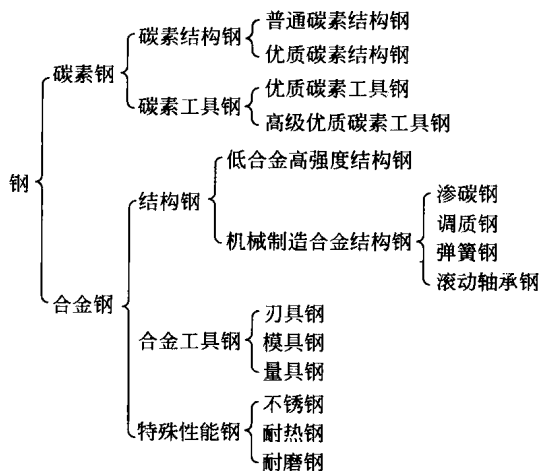 普通碳素结构钢
碳素结构钢
优质碳素结构钢
碳素钢
优质碳素工具钢
碳素工具钢
高级优质碳素工具钢
钢
低合金高强度结构钢
结构钢
渗碳钢
调质钢
机械制造合金结构钢
弹簧钢
滚动轴承钢
合金钢
刃具钢
合金工具钢
模具钢
量具钢
不锈钢
特殊性能钢
耐热钢
耐磨钢